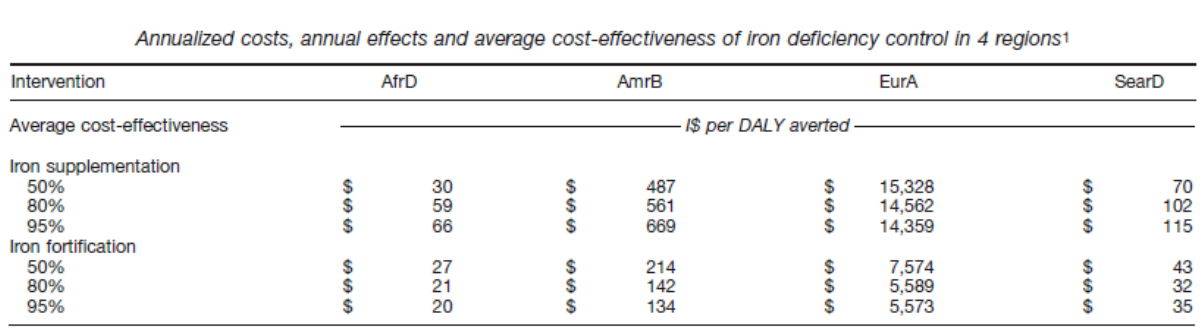 Annualized costs, annual effects and average cost-effectiveness of iron deficiency control in 4 regions1
Intervention AfrD AmrB EurA SearD
Average cost-effectiveness I$ per DALY averted
Iron supplementation
50% $ 30 $ 487 $ 15,328 $ 70
80% $ 59 $ 561 $ 14,562 $ 102
95% $ 66 $ 669 $ 14,359 $ 115
Iron fortification
50% $ 27 $ 214 $ 7,574 $ 43
80% $ 21 $ 142 $ 5,589 $ 32
95% $ 20 $ 134 $ 5,573 $ 35